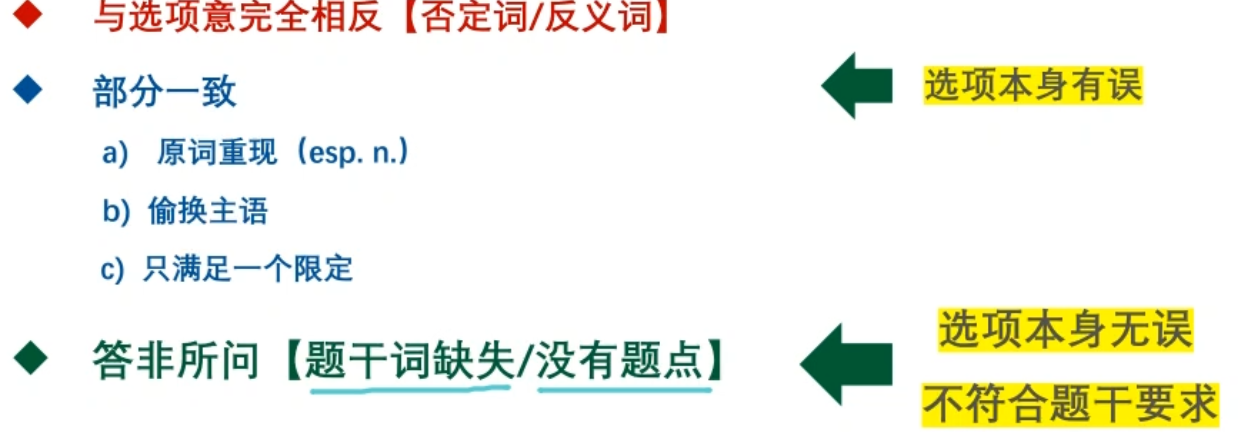 与选项意完全相反【否定词/反义词】
部分一致
选项本身有误
a) 原词重现（esp. n.）
b) 偷换主语
c) 只满足一个限定
选项本身无误
答非所问【题干词缺失/没有题点】
不符合题干要求